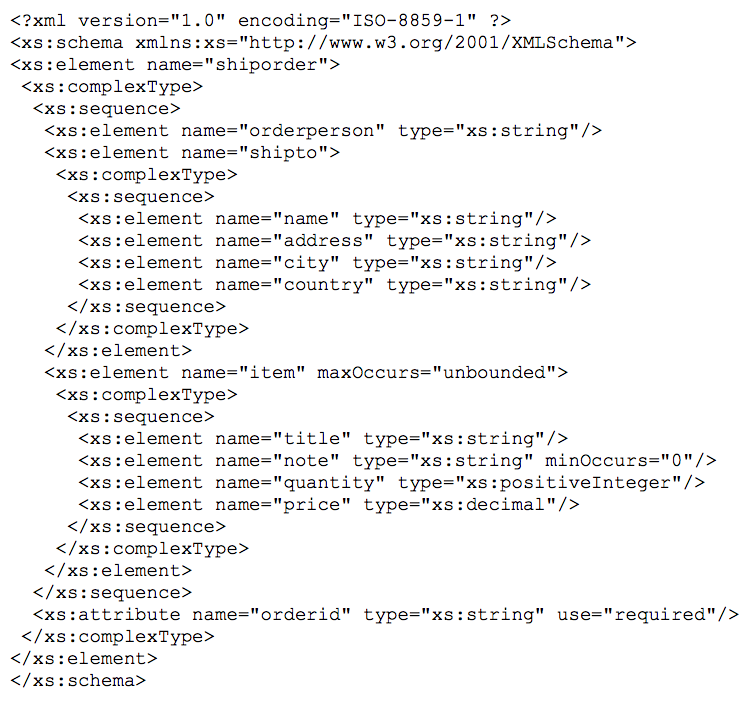 <?xml version="1.0" encoding="ISO-8859-1" ?>
<xs:schema xmlns:xs="http://www.w3.org/2001/XMLSchema">
<xs:element name="shiporder">
 <xs:complexType>
  <xs:sequence>
   <xs:element name="orderperson" type="xs:string"/>
   <xs:element name="shipto">
    <xs:complexType>
     <xs:sequence>
      <xs:element name="name" type="xs:string"/>
      <xs:element name="address" type="xs:string"/>
      <xs:element name="city" type="xs:string"/>
      <xs:element name="country" type="xs:string"/>
     </xs:sequence>
    </xs:complexType>
   </xs:element>
   <xs:element name="item" maxOccurs="unbounded">
    <xs:complexType>
     <xs:sequence>
      <xs:element name="title" type="xs:string"/>
      <xs:element name="note" type="xs:string" minOccurs="0"/>
      <xs:element name="quantity" type="xs:positiveInteger"/>
      <xs:element name="price" type="xs:decimal"/>
     </xs:sequence>
    </xs:complexType>
   </xs:element>
  </xs:sequence>
  <xs:attribute name="orderid" type="xs:string" use="required"/>
 </xs:complexType>
</xs:element>
</xs:schema>